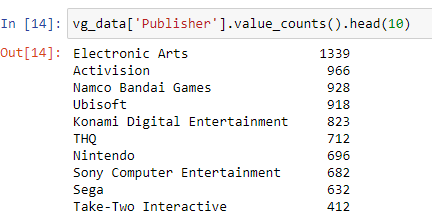 In [14]: vg_data['Publisher'].value_counts().head(10)
Out[14]: Electronic Arts 1339
Activision 966
Namco Bandai Games 928
Ubisoft 918
Konami Digital Entertainment 823
THQ 712
Nintendo 696
Sony Computer Entertainment 682
Sega 632
Take-Two Interactive 412